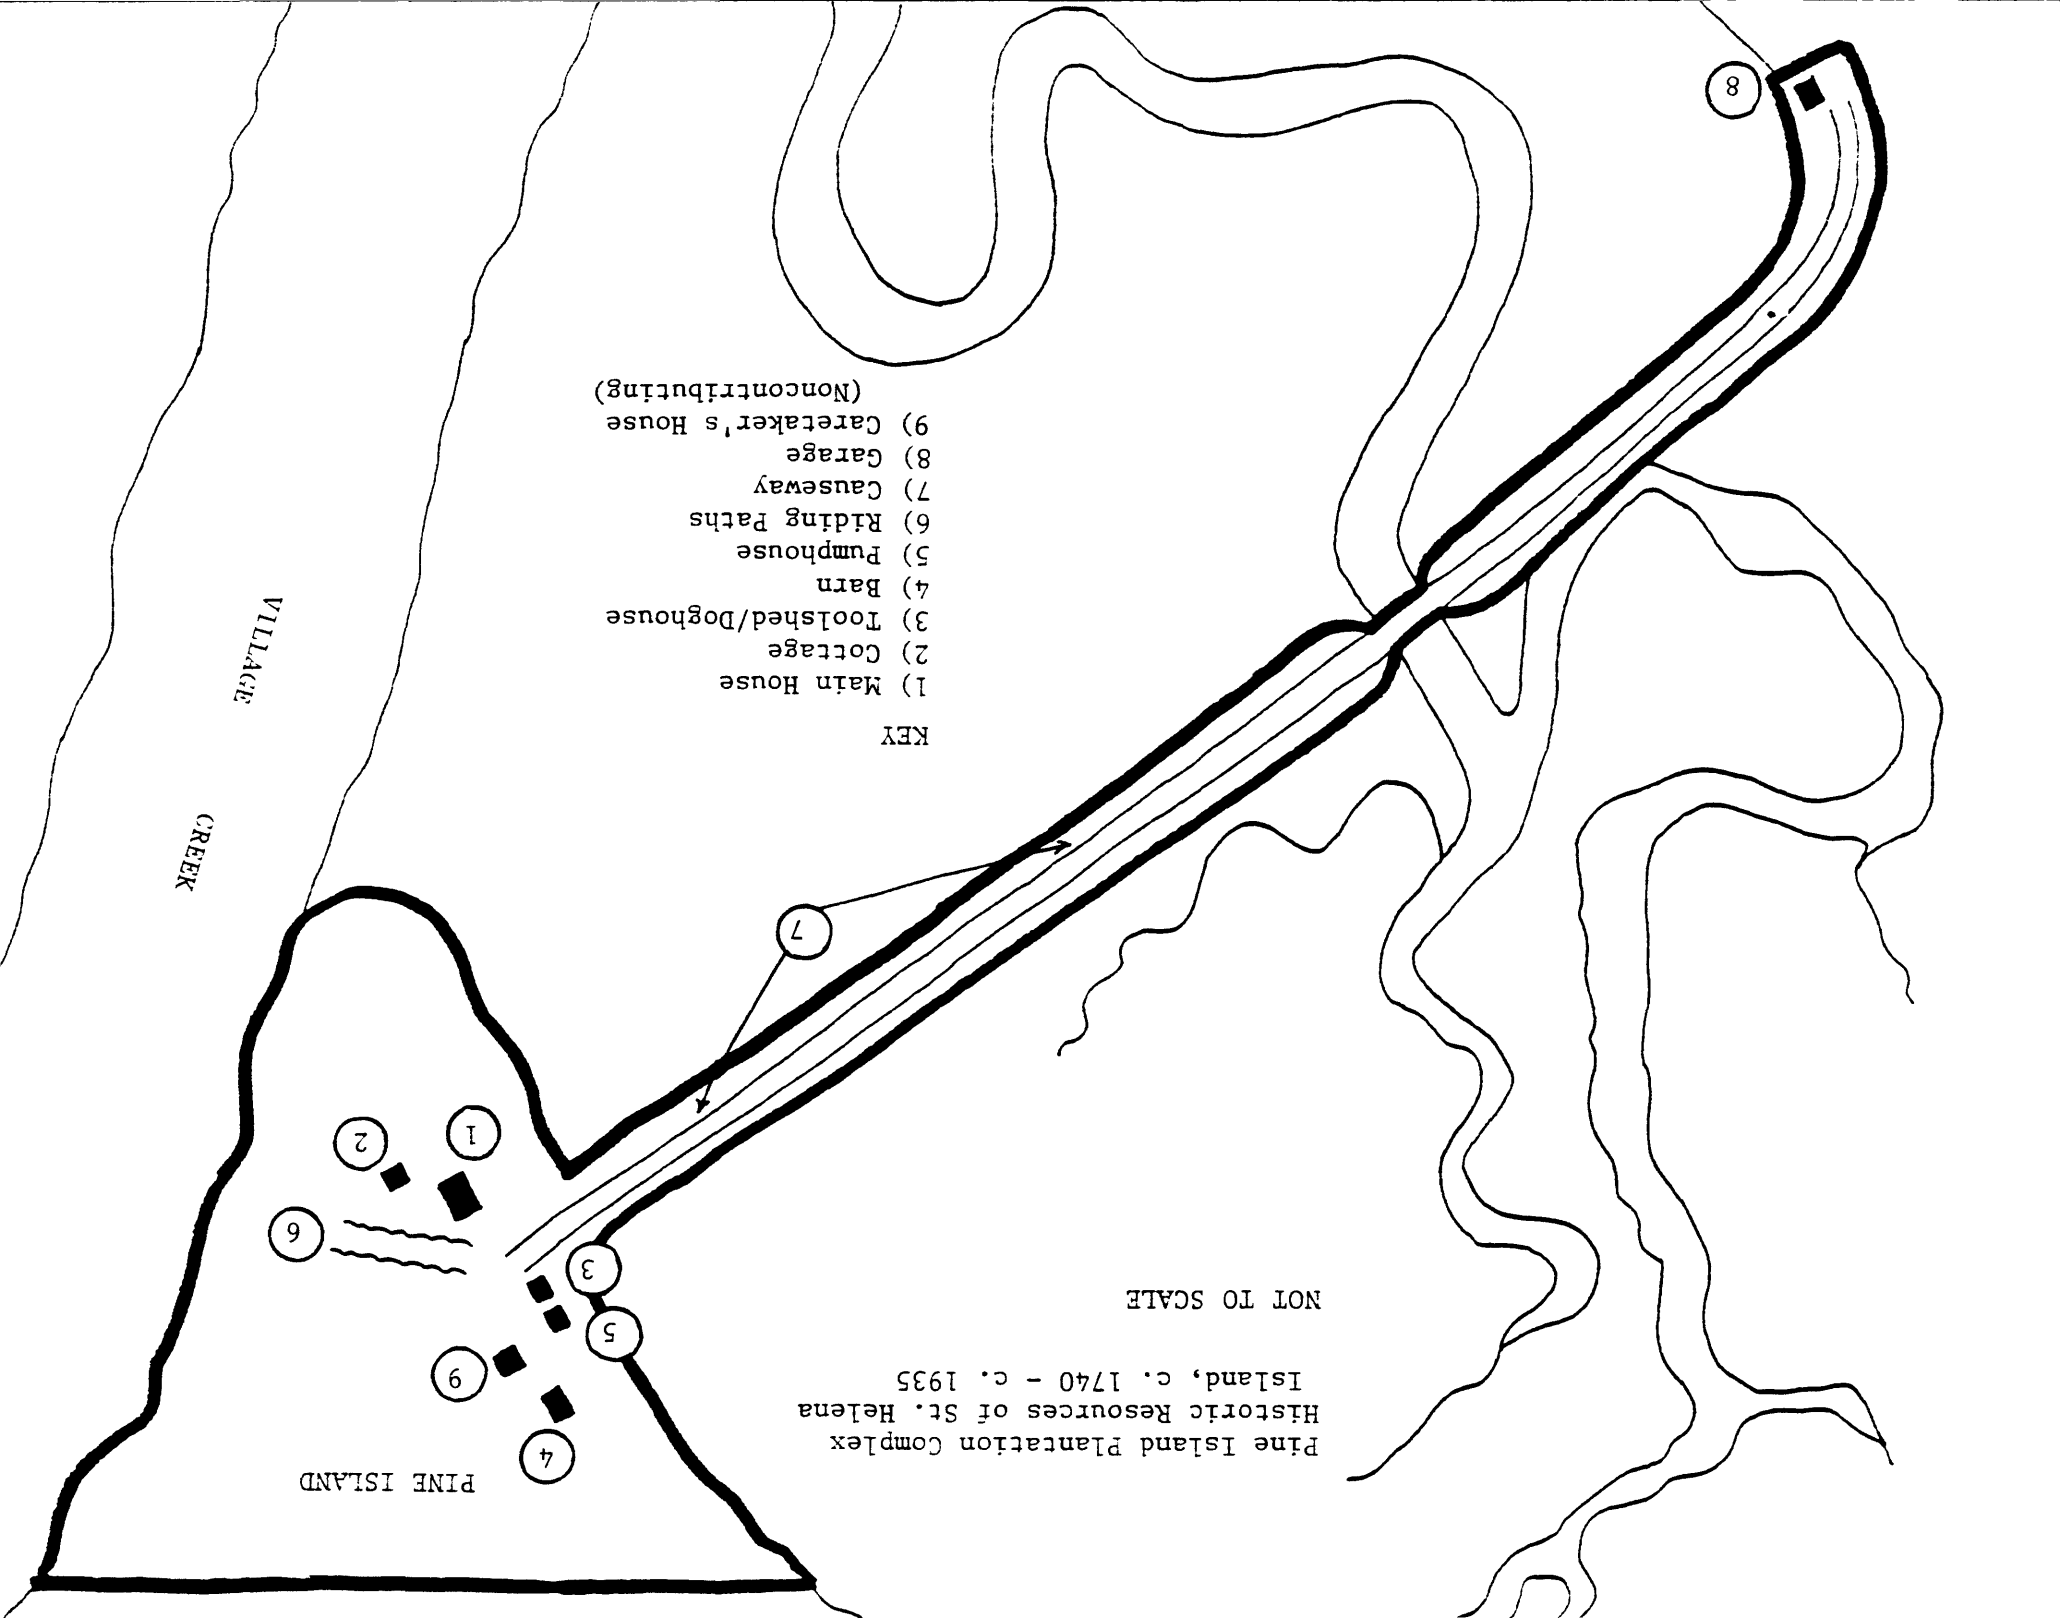 Pine Island Plantation Complex
Historic Resources of St. Helena
Island, c. 1740 - c. 1935
NOT TO SCALE
PINE ISLAND
4
9
5
3
6
1
2
7
KEY
1) Main House
2) Cottage
3) Toolshed/Doghouse
4) Barn
5) Pumphouse
6) Riding Paths
7) Causeway
8) Garage
9) Caretaker's House
(Noncontributing)
VILLAGE
CREEK
8